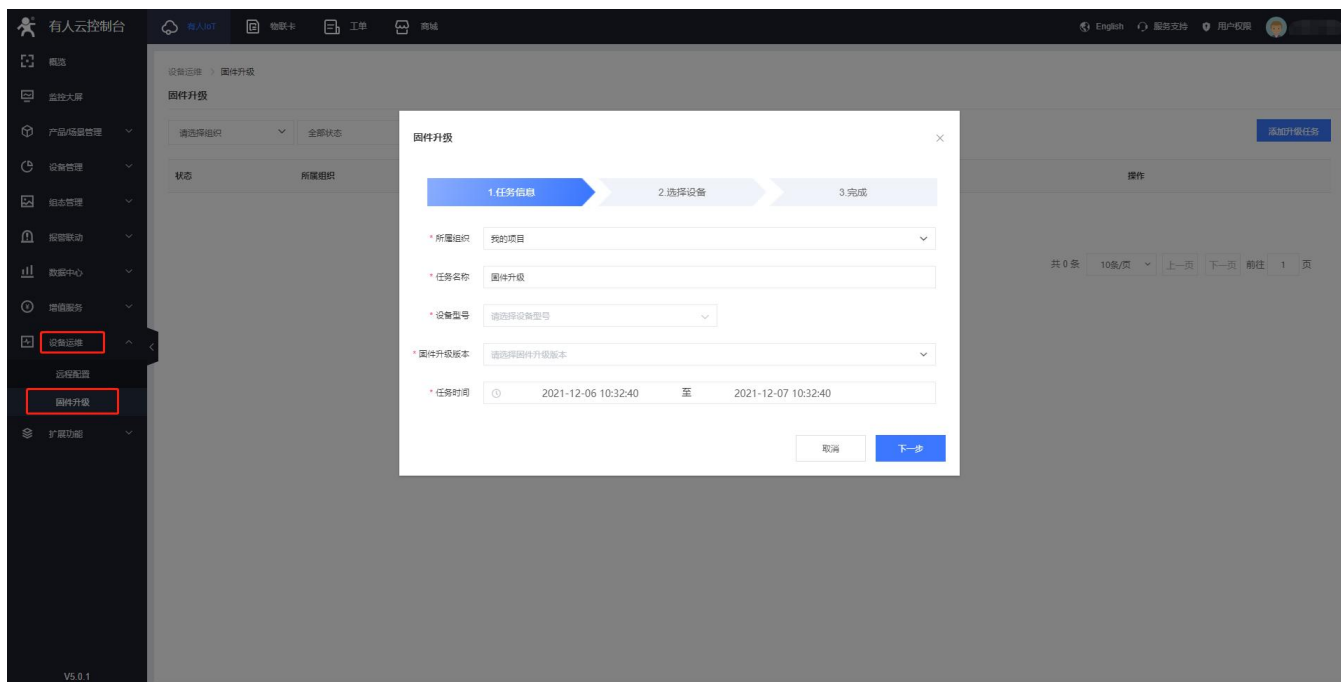 有人云控制台
有人IoT
物联卡
工单
商城
English
服务支持
用户权限
概览
监控大屏
产品/场景管理
设备管理
组态管理
报警联动
数据中心
增值服务
设备运维
远程配置
固件升级
扩展功能
V5.0.1
设备运维 > 固件升级
固件升级
请选择组织
全部状态
添加升级任务
状态
所属组织
操作
共 0 条 10条/页 上一页 下一页 前往 1 页
固件升级
1.任务信息 2.选择设备 3.完成
* 所属组织 我的项目
* 任务名称 固件升级
* 设备型号 请选择设备型号
* 固件升级版本 请选择固件升级版本
* 任务时间 2021-12-06 10:32:40 至 2021-12-07 10:32:40
取消 下一步